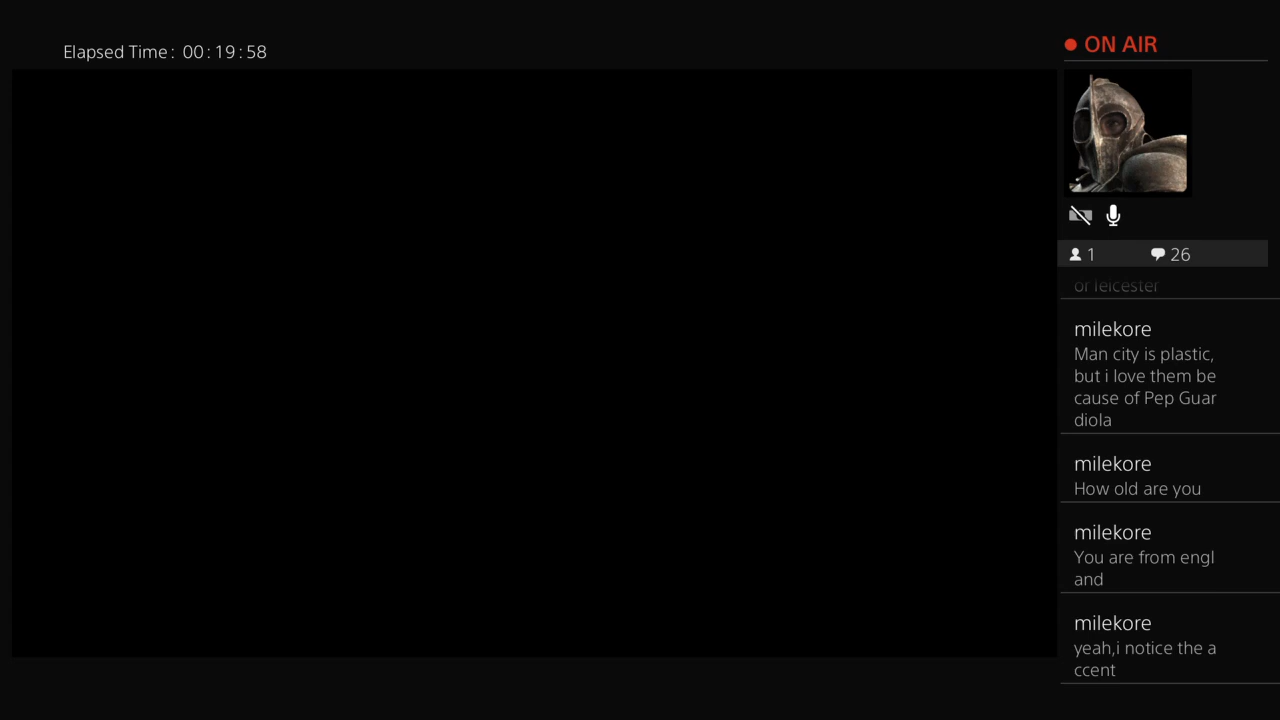 Elapsed Time: 00:19:58
ON AIR
1 26
or leicester
milekore
Man city is plastic,
but i love them be
cause of Pep Guar
diola
milekore
How old are you
milekore
You are from engl
and
milekore
yeah,i notice the a
ccent